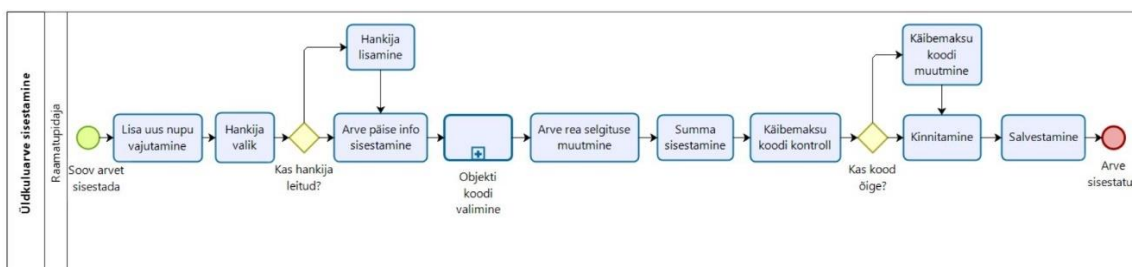 Üldkuluarve sisestamine
Raamatupidaja
Soov arvet
sisestada
Lisa uus nupu
vajutamine
Hankija
valik
Kas hankija
leitud?
Hankija
lisamine
Arve päise info
sisestamine
Objekti
koodi
valimine
Arve rea selgituse
muutmine
Summa
sisestamine
Käibemaksu
koodi kontroll
Kas kood
õige?
Käibemaksu
koodi
muutmine
Kinnitamine
Salvestamine
Arve
sisestatu